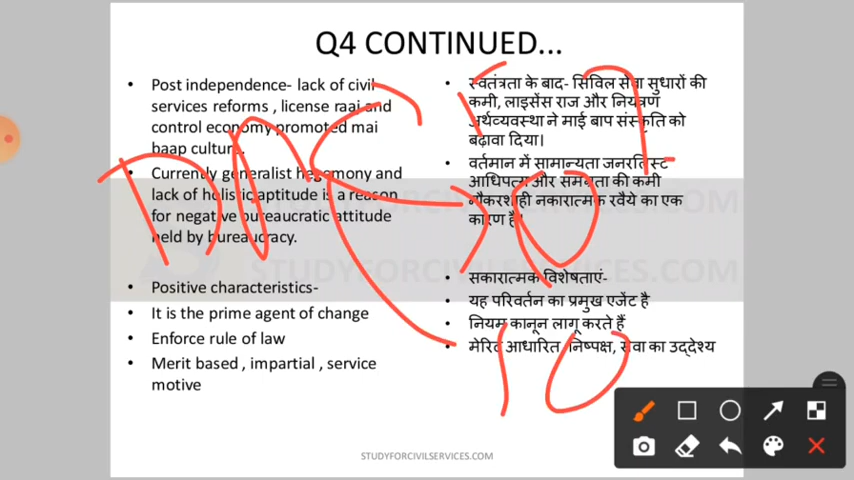 Q4 CONTINUED...
• Post independence- lack of civil
services reforms , license raaj and
control economy promoted mai
baap culture.
• Currently generalist hegemony and
lack of holistic aptitude is a reason
for negative bureaucratic attitude
held by bureaucracy.
• Positive characteristics-
• It is the prime agent of change
• Enforce rule of law
• Merit based , impartial , service
motive
• स्वतंत्रता के बाद- सिविल सेवा सुधारों की
कमी, लाइसेंस राज और नियंत्रण
अर्थव्यवस्था ने माई बाप संस्कृति को
बढ़ावा दिया।
• वर्तमान में सामान्यता जनरलिस्ट
आधिपत्य और समग्रता की कमी
नौकरशाही नकारात्मक रवैये का एक
कारण है।
• सकारात्मक विशेषताएं-
• यह परिवर्तन का प्रमुख एजेंट है
• नियम कानून लागू करते हैं
• मेरिट आधारित, निष्पक्ष, सेवा का उद्देश्य
10
STUDYFORCIVILSERVICES.COM